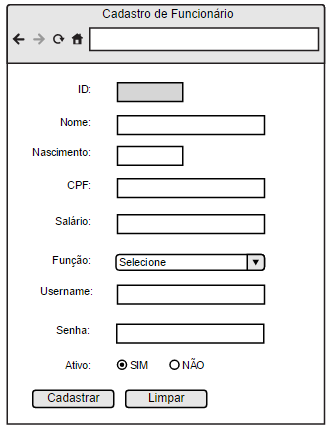 Cadastro de Funcionário
ID:
Nome:
Nascimento:
CPF:
Salário:
Função: Selecione
Username:
Senha:
Ativo: SIM NÃO
Cadastrar Limpar